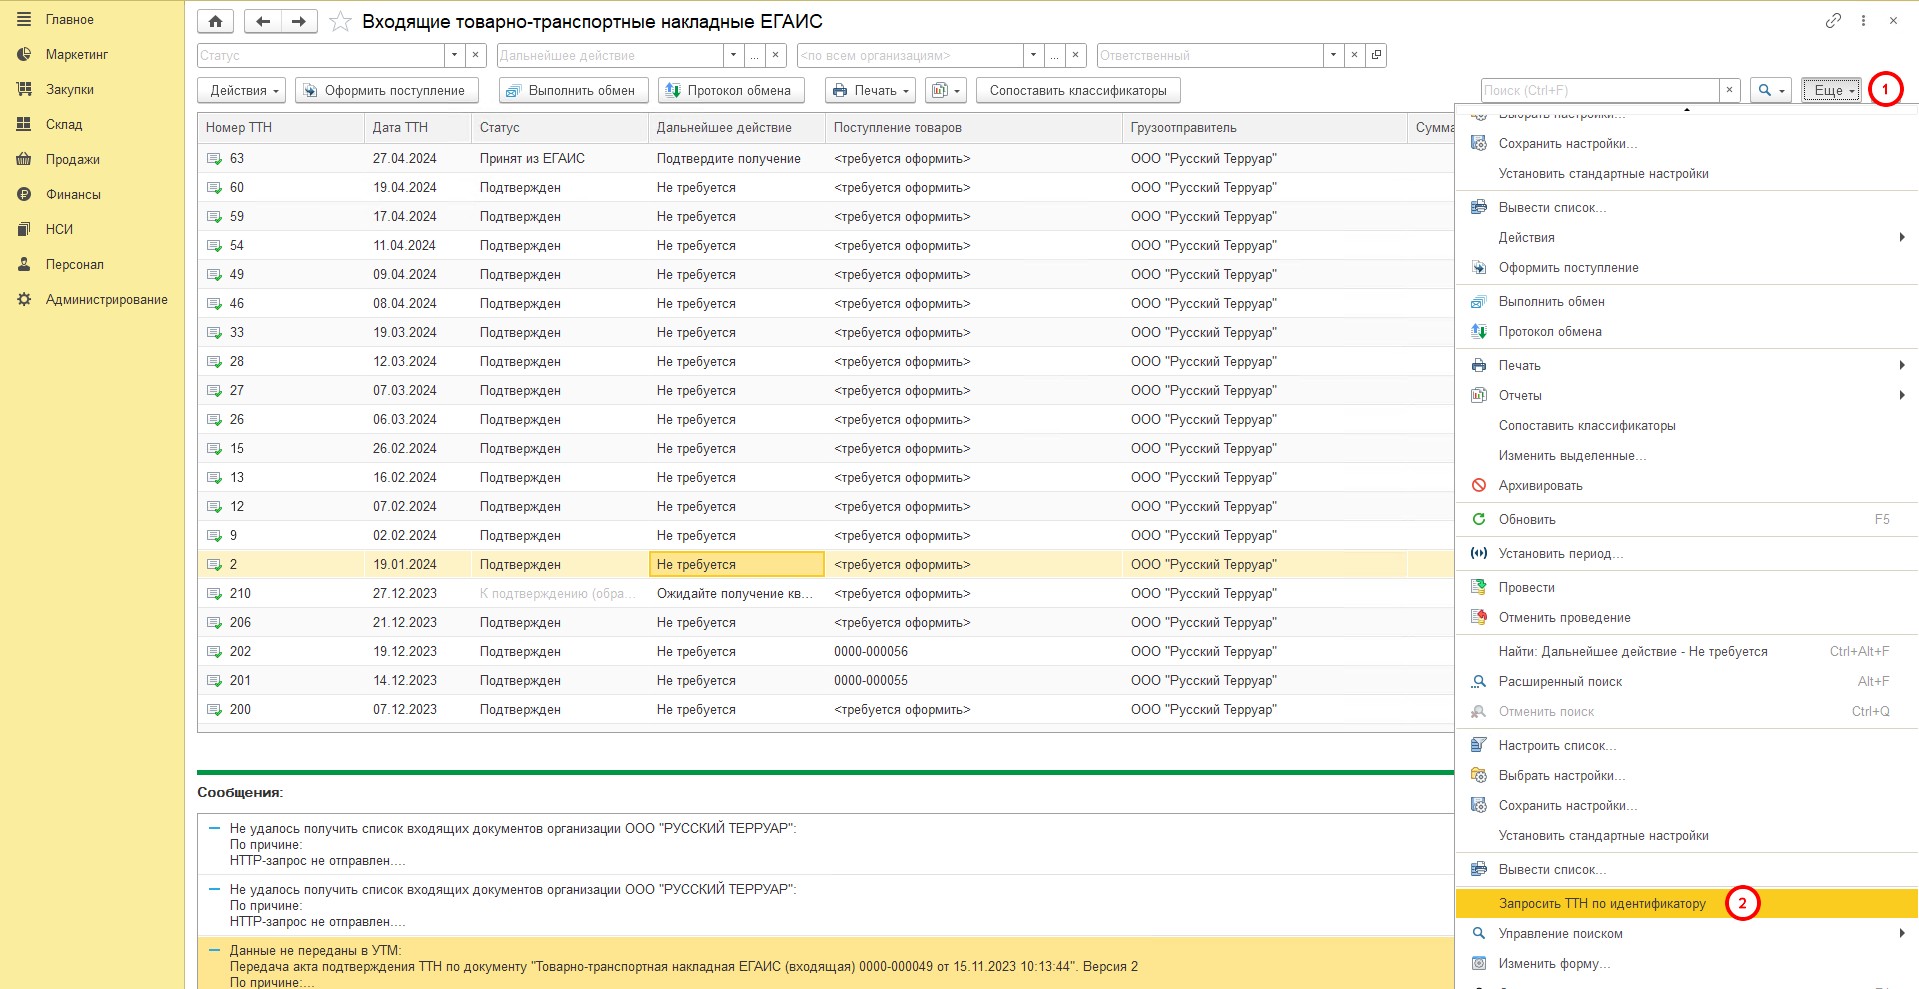 Главное
Маркетинг
Закупки
Склад
Продажи
Финансы
НСИ
Персонал
Администрирование
Входящие товарно-транспортные накладные ЕГАИС
Статус
Дальнейшее действие
...
<по всем организациям>
...
Ответственный
Действия
Оформить поступление
Выполнить обмен
Протокол обмена
Печать
Сопоставить классификаторы
Поиск (Ctrl+F)
Еще
1
Номер ТТН Дата ТТН Статус Дальнейшее действие Поступление товаров Грузоотправитель Сумма
63 27.04.2024 Принят из ЕГАИС Подтвердите получение <требуется оформить> ООО "Русский Терруар"
60 19.04.2024 Подтвержден Не требуется <требуется оформить> ООО "Русский Терруар"
59 17.04.2024 Подтвержден Не требуется <требуется оформить> ООО "Русский Терруар"
54 11.04.2024 Подтвержден Не требуется <требуется оформить> ООО "Русский Терруар"
49 09.04.2024 Подтвержден Не требуется <требуется оформить> ООО "Русский Терруар"
46 08.04.2024 Подтвержден Не требуется <требуется оформить> ООО "Русский Терруар"
33 19.03.2024 Подтвержден Не требуется <требуется оформить> ООО "Русский Терруар"
28 12.03.2024 Подтвержден Не требуется <требуется оформить> ООО "Русский Терруар"
27 07.03.2024 Подтвержден Не требуется <требуется оформить> ООО "Русский Терруар"
26 06.03.2024 Подтвержден Не требуется <требуется оформить> ООО "Русский Терруар"
15 26.02.2024 Подтвержден Не требуется <требуется оформить> ООО "Русский Терруар"
13 16.02.2024 Подтвержден Не требуется <требуется оформить> ООО "Русский Терруар"
12 07.02.2024 Подтвержден Не требуется <требуется оформить> ООО "Русский Терруар"
9 02.02.2024 Подтвержден Не требуется <требуется оформить> ООО "Русский Терруар"
2 19.01.2024 Подтвержден Не требуется <требуется оформить> ООО "Русский Терруар"
210 27.12.2023 К подтверждению (обра... Ожидайте получение кв... <требуется оформить> ООО "Русский Терруар"
206 21.12.2023 Подтвержден Не требуется <требуется оформить> ООО "Русский Терруар"
202 19.12.2023 Подтвержден Не требуется 0000-000056 ООО "Русский Терруар"
201 14.12.2023 Подтвержден Не требуется 0000-000055 ООО "Русский Терруар"
200 07.12.2023 Подтвержден Не требуется <требуется оформить> ООО "Русский Терруар"
Сообщения:
Не удалось получить список входящих документов организации ООО "РУССКИЙ ТЕРРУАР":
По причине:
HTTP-запрос не отправлен....
Не удалось получить список входящих документов организации ООО "РУССКИЙ ТЕРРУАР":
По причине:
HTTP-запрос не отправлен....
Данные не переданы в УТМ:
Передача акта подтверждения ТТН по документу "Товарно-транспортная накладная ЕГАИС (входящая) 0000-000049 от 15.11.2023 10:13:44". Версия 2
По причине:...
Выбрать настройки...
Сохранить настройки...
Установить стандартные настройки
Вывести список...
Действия
Оформить поступление
Выполнить обмен
Протокол обмена
Печать
Отчеты
Сопоставить классификаторы
Изменить выделенные...
Архивировать
Обновить F5
Установить период...
Провести
Отменить проведение
Найти: Дальнейшее действие - Не требуется Ctrl+Alt+F
Расширенный поиск Alt+F
Отменить поиск Ctrl+Q
Настроить список...
Выбрать настройки...
Сохранить настройки...
Установить стандартные настройки
Вывести список...
Запросить ТТН по идентификатору 2
Управление поиском
Изменить форму...